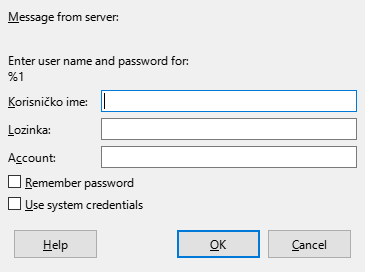 Message from server:
Enter user name and password for:
%1
Korisničko ime:
Lozinka:
Account:
Remember password
Use system credentials
Help OK Cancel